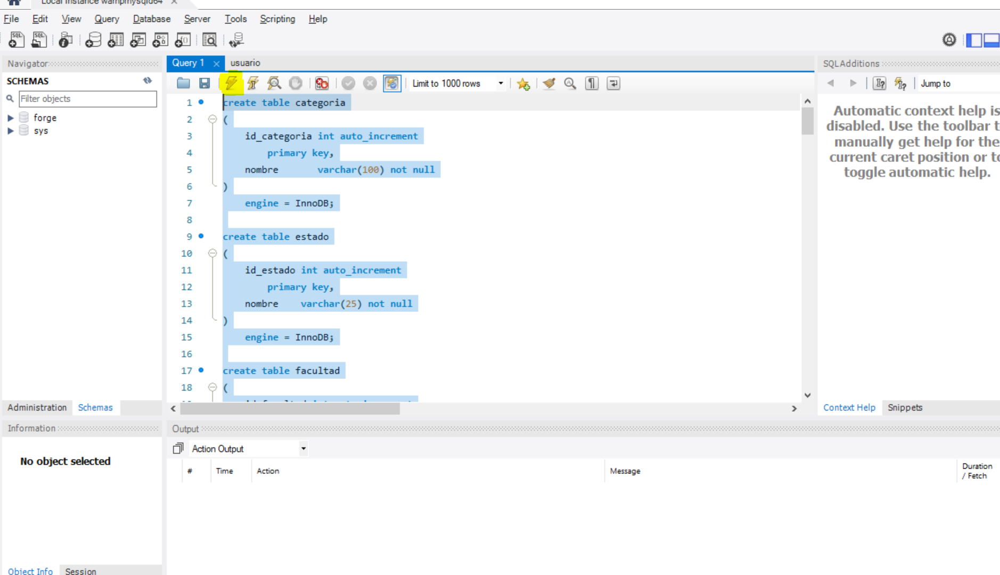 Local instance wampmysqld64 ×
File Edit View Query Database Server Tools Scripting Help
Navigator
SCHEMAS
Filter objects
forge
sys
Administration Schemas
Information
No object selected
Object Info Session
Query 1 × usuario
Limit to 1000 rows
1 create table categoria
2 (
3 id_categoria int auto_increment
4 primary key,
5 nombre varchar(100) not null
6 )
7 engine = InnoDB;
8
9 create table estado
10 (
11 id_estado int auto_increment
12 primary key,
13 nombre varchar(25) not null
14 )
15 engine = InnoDB;
16
17 create table facultad
18 (
Output
Action Output
# Time Action Message Duration / Fetch
SQLAdditions
Jump to
Automatic context help is
disabled. Use the toolbar
manually get help for the
current caret position or
toggle automatic help.
Context Help Snippets